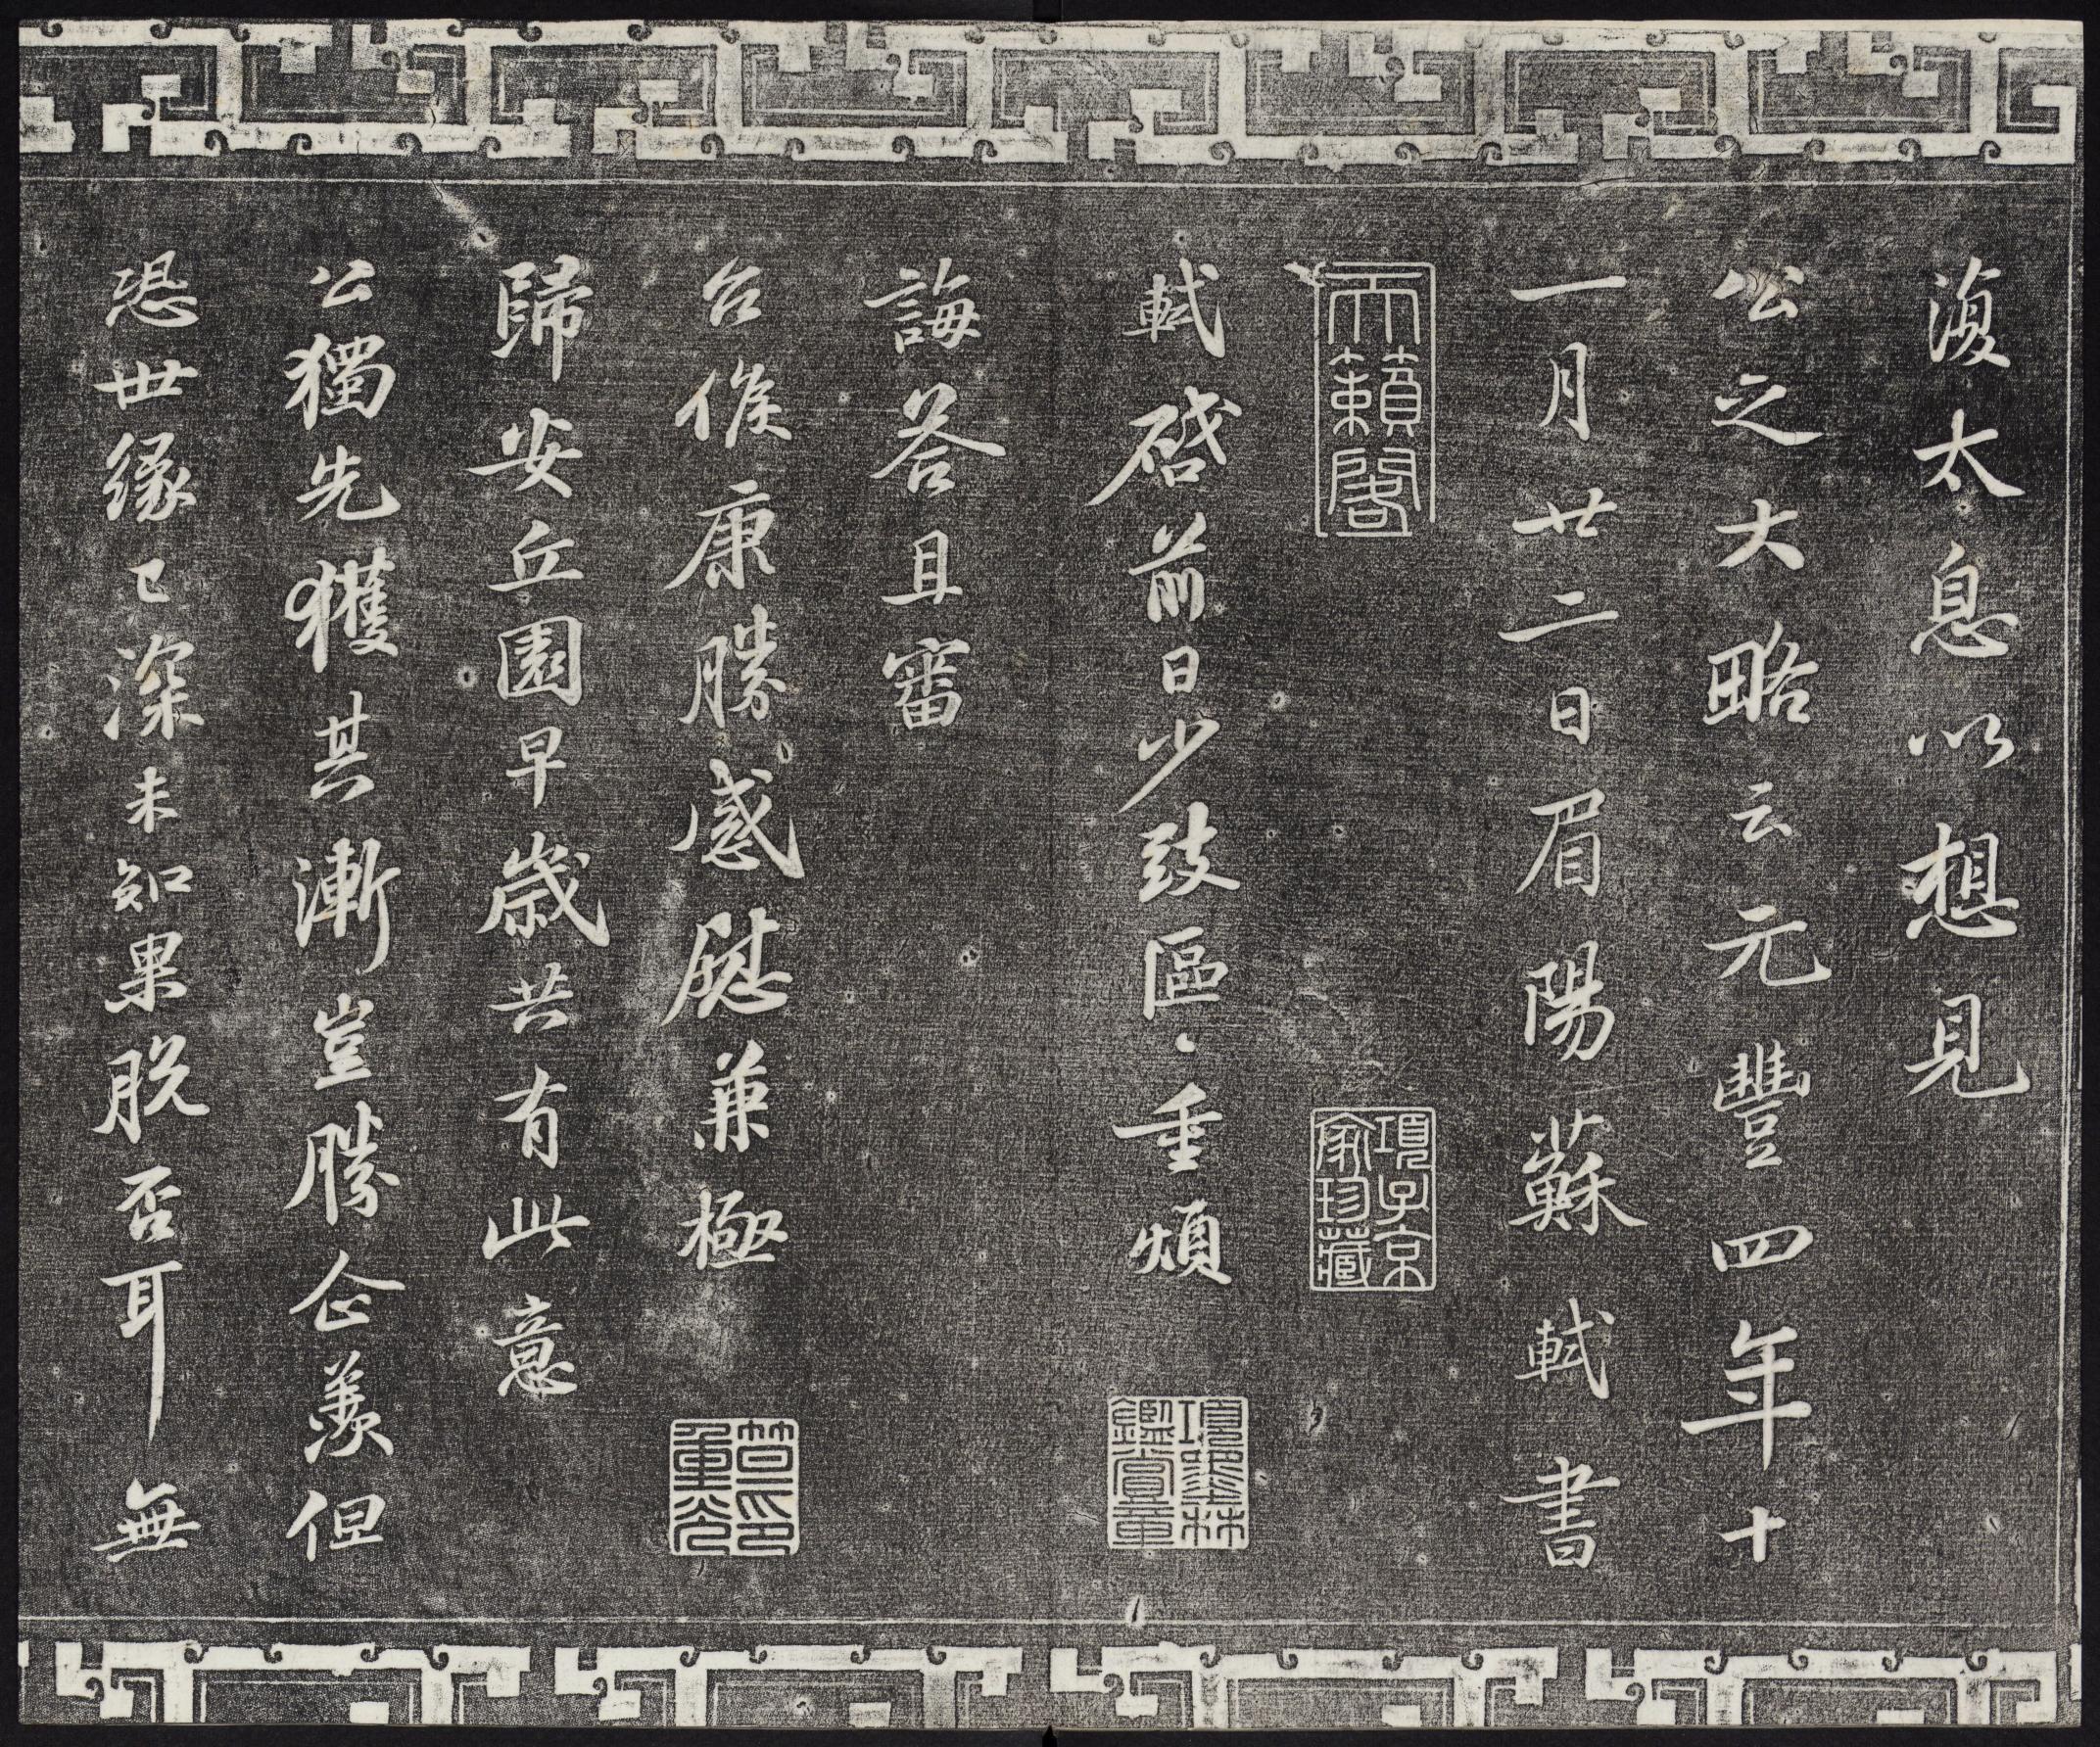 復太息以想見
公之大略云元豐四年十
一月廿二日眉陽蘇軾書
天籟閣
項子京家珍藏
軾啓前日少致區〻重煩
項墨林鑑賞章
誨答且審
台候康勝感慰兼極
笪重光印
歸安丘園早歲共有此意
公獨先獲其漸豈勝企羨但
恐世緣已深未知果脫否耳無